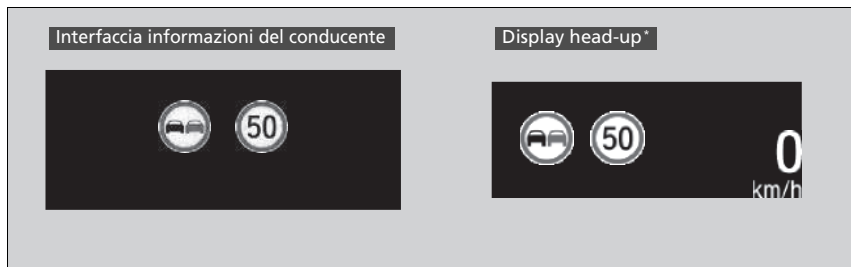 Interfaccia informazioni del conducente
Display head-up*
50
50
0
km/h